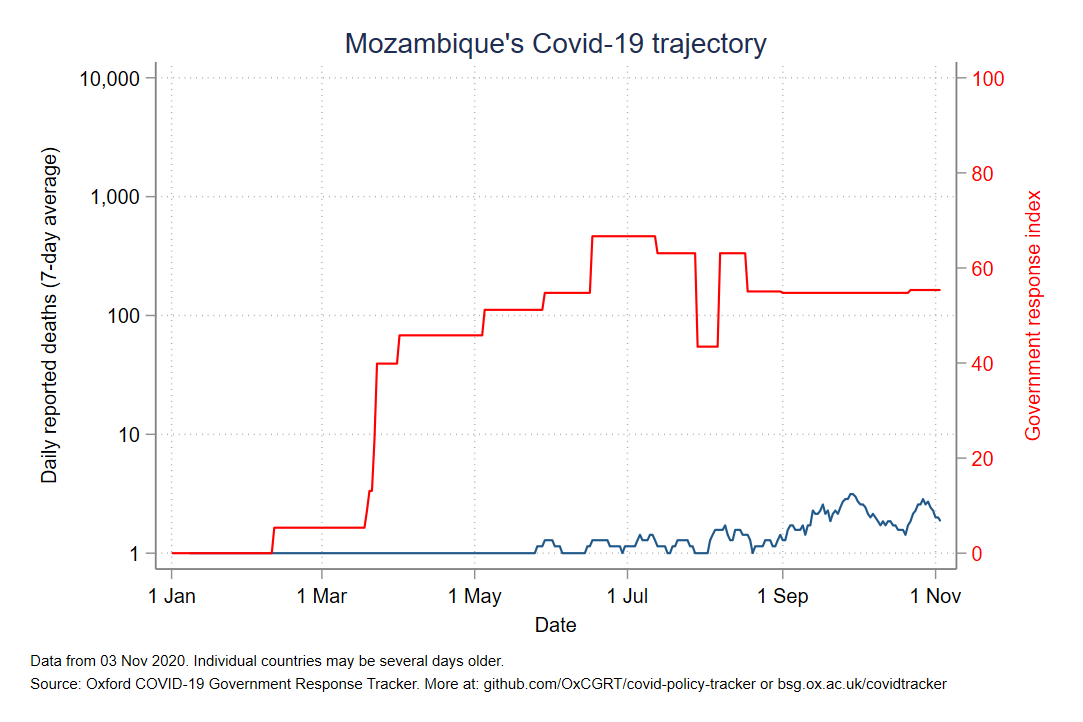 Mozambique's Covid-19 trajectory
10,000
1,000
100
10
1
Daily reported deaths (7-day average)
100
80
60
40
20
0
Government response index
1 Jan
1 Mar
1 May
1 Jul
1 Sep
1 Nov
Date
Data from 03 Nov 2020. Individual countries may be several days older.
Source: Oxford COVID-19 Government Response Tracker. More at: github.com/OxCGRT/covid-policy-tracker or bsg.ox.ac.uk/covidtracker